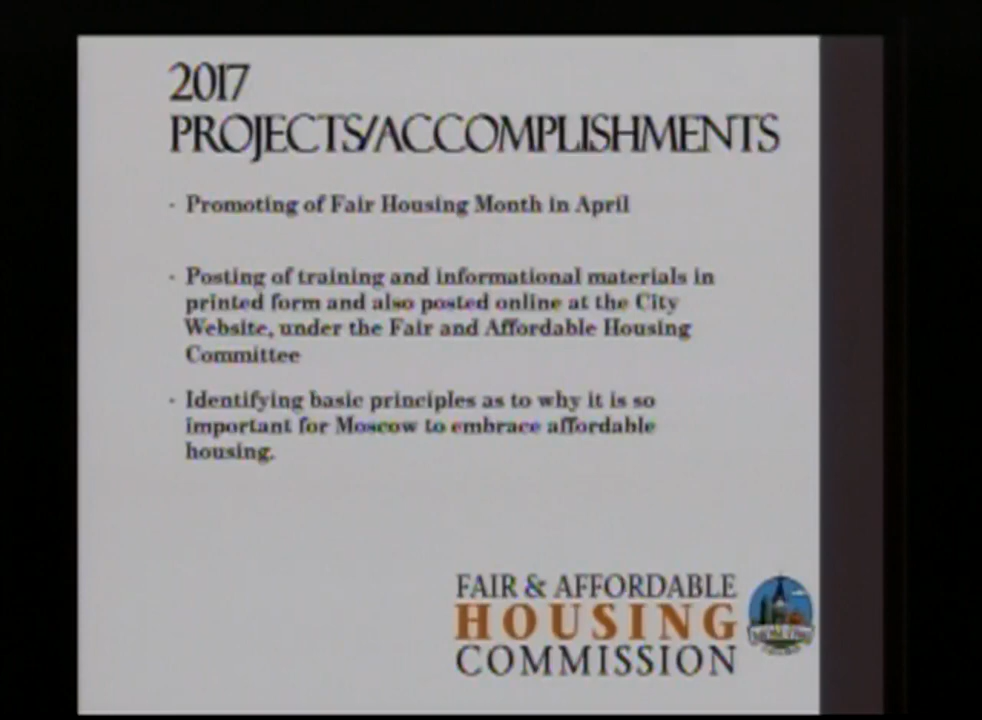 2017
PROJECTS/ACCOMPLISHMENTS
· Promoting of Fair Housing Month in April
· Posting of training and informational materials in
printed form and also posted online at the City
Website, under the Fair and Affordable Housing
Committee
· Identifying basic principles as to why it is so
important for Moscow to embrace affordable
housing.
FAIR & AFFORDABLE
HOUSING
COMMISSION